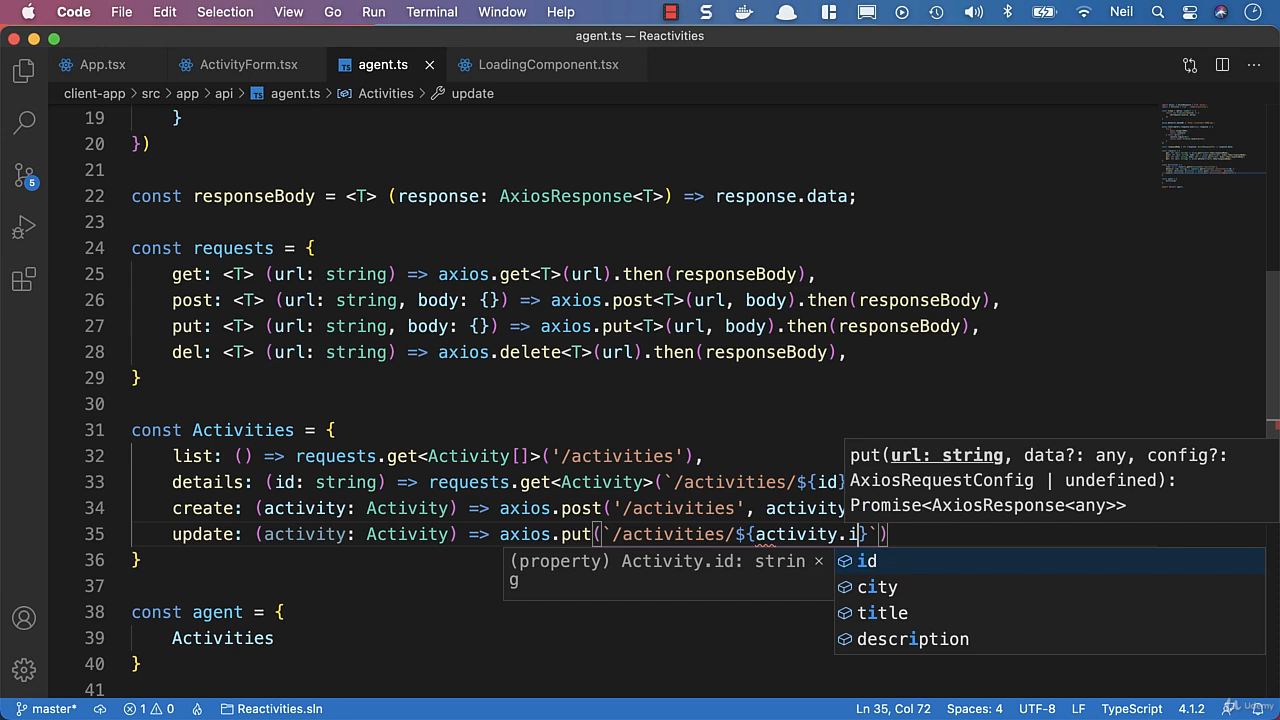 Code File Edit Selection View Go Run Terminal Window Help Neil
agent.ts — Reactivities
App.tsx ActivityForm.tsx agent.ts LoadingComponent.tsx
client-app > src > app > api > agent.ts > Activities > update
19 }
20 })
21
22 const responseBody = <T> (response: AxiosResponse<T>) => response.data;
23
24 const requests = {
25 get: <T> (url: string) => axios.get<T>(url).then(responseBody),
26 post: <T> (url: string, body: {}) => axios.post<T>(url, body).then(responseBody),
27 put: <T> (url: string, body: {}) => axios.put<T>(url, body).then(responseBody),
28 del: <T> (url: string) => axios.delete<T>(url).then(responseBody),
29 }
30
31 const Activities = {
32 list: () => requests.get<Activity[]>('/activities'),
33 details: (id: string) => requests.get<Activity>(`/activities/${id}
34 create: (activity: Activity) => axios.post('/activities', activity
35 update: (activity: Activity) => axios.put(`/activities/${activity.i}`)
36 }
37
38 const agent = {
39 Activities
40 }
41
put(url: string, data?: any, config?:
AxiosRequestConfig | undefined):
Promise<AxiosResponse<any>>
(property) Activity.id: strin ×
g
id
city
title
description
5
master* 1 0 Reactivities.sln Ln 35, Col 72 Spaces: 4 UTF-8 LF TypeScript 4.1.2
Udemy